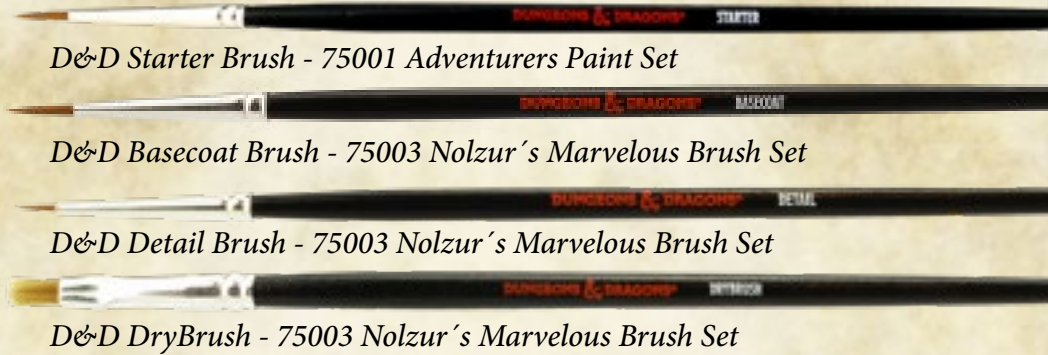 DUNGEONS & DRAGONS® STARTER
D&D Starter Brush - 75001 Adventurers Paint Set
DUNGEONS & DRAGONS® BASECOAT
D&D Basecoat Brush - 75003 Nolzur´s Marvelous Brush Set
DUNGEONS & DRAGONS® DETAIL
D&D Detail Brush - 75003 Nolzur´s Marvelous Brush Set
DUNGEONS & DRAGONS® DRYBRUSH
D&D DryBrush - 75003 Nolzur´s Marvelous Brush Set